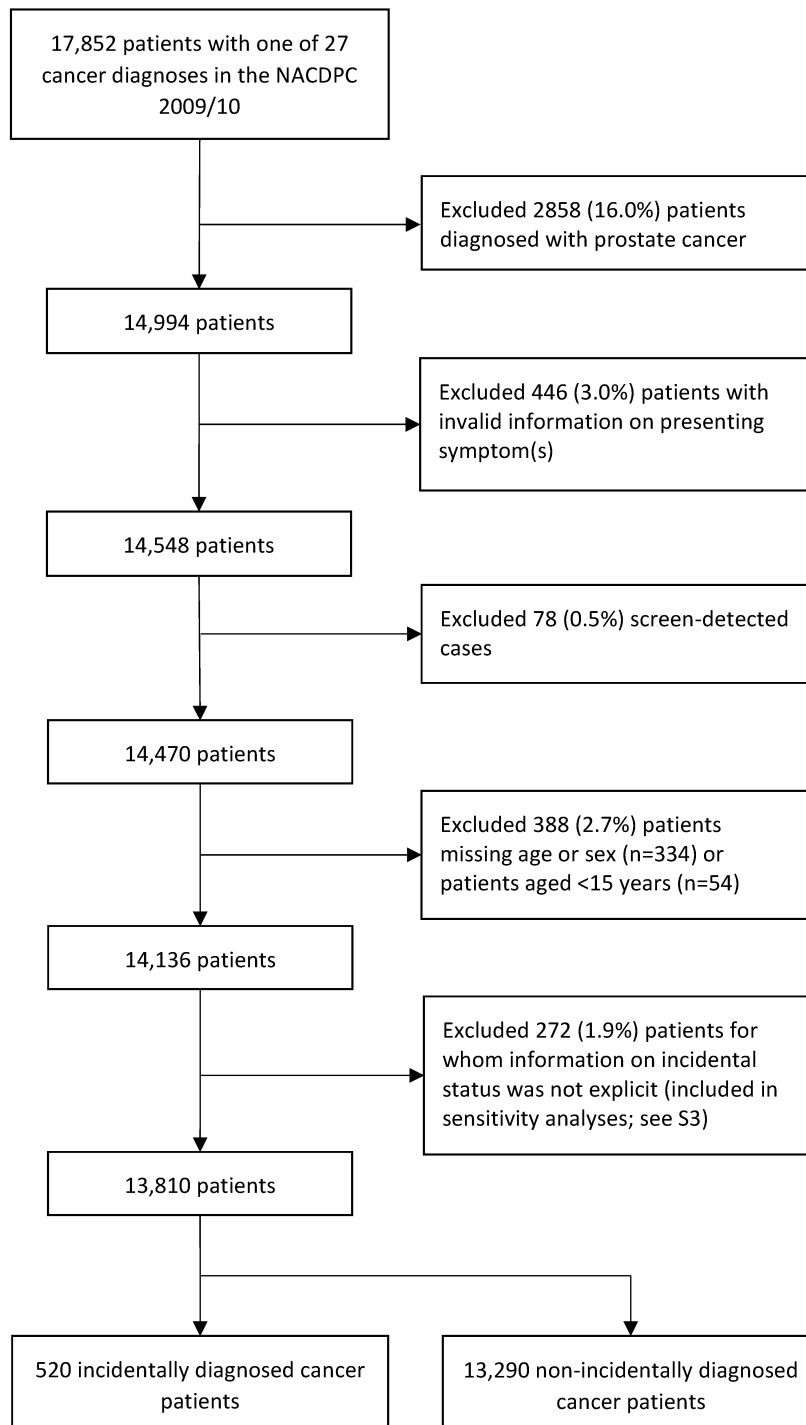 17,852 patients with one of 27
cancer diagnoses in the NACDPC
2009/10
Excluded 2858 (16.0%) patients
diagnosed with prostate cancer
14,994 patients
Excluded 446 (3.0%) patients with
invalid information on presenting
symptom(s)
14,548 patients
Excluded 78 (0.5%) screen-detected
cases
14,470 patients
Excluded 388 (2.7%) patients
missing age or sex (n=334) or
patients aged <15 years (n=54)
14,136 patients
Excluded 272 (1.9%) patients for
whom information on incidental
status was not explicit (included in
sensitivity analyses; see S3)
13,810 patients
520 incidentally diagnosed cancer
patients
13,290 non-incidentally diagnosed
cancer patients